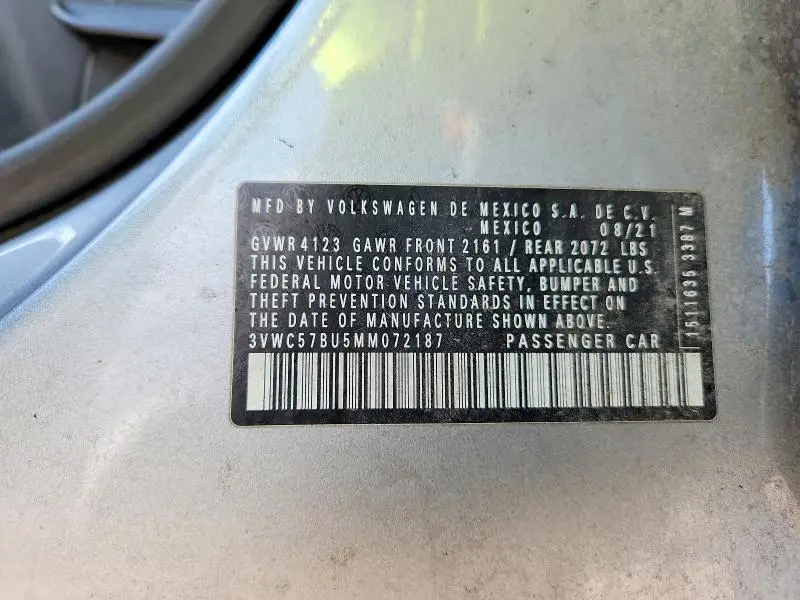 MFD BY VOLKSWAGEN DE MEXICO S.A. DE C.V.
MEXICO 08/21
GVWR 4123 GAWR FRONT 2161 / REAR 2072 LBS
THIS VEHICLE CONFORMS TO ALL APPLICABLE U.S.
FEDERAL MOTOR VEHICLE SAFETY, BUMPER AND
THEFT PREVENTION STANDARDS IN EFFECT ON
THE DATE OF MANUFACTURE SHOWN ABOVE.
3VWC57BU5MM072187 PASSENGER CAR
1511635 3387 M